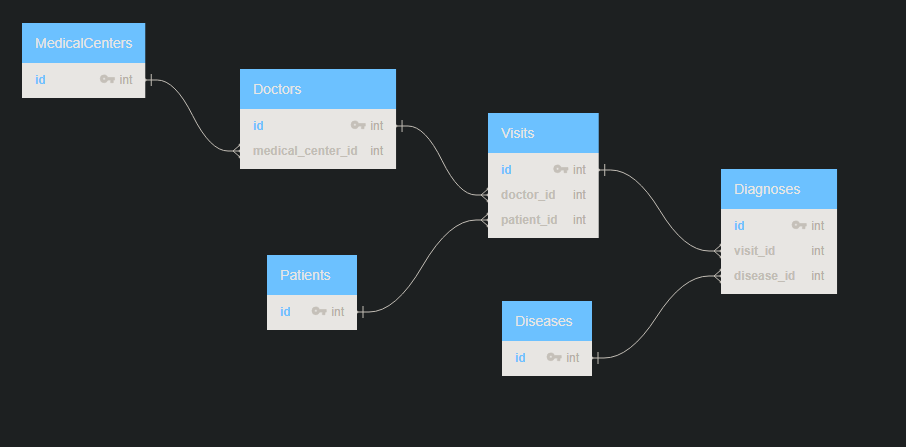 MedicalCenters
id int
Doctors
id int
medical_center_id int
Visits
id int
doctor_id int
patient_id int
Diagnoses
id int
visit_id int
disease_id int
Patients
id int
Diseases
id int